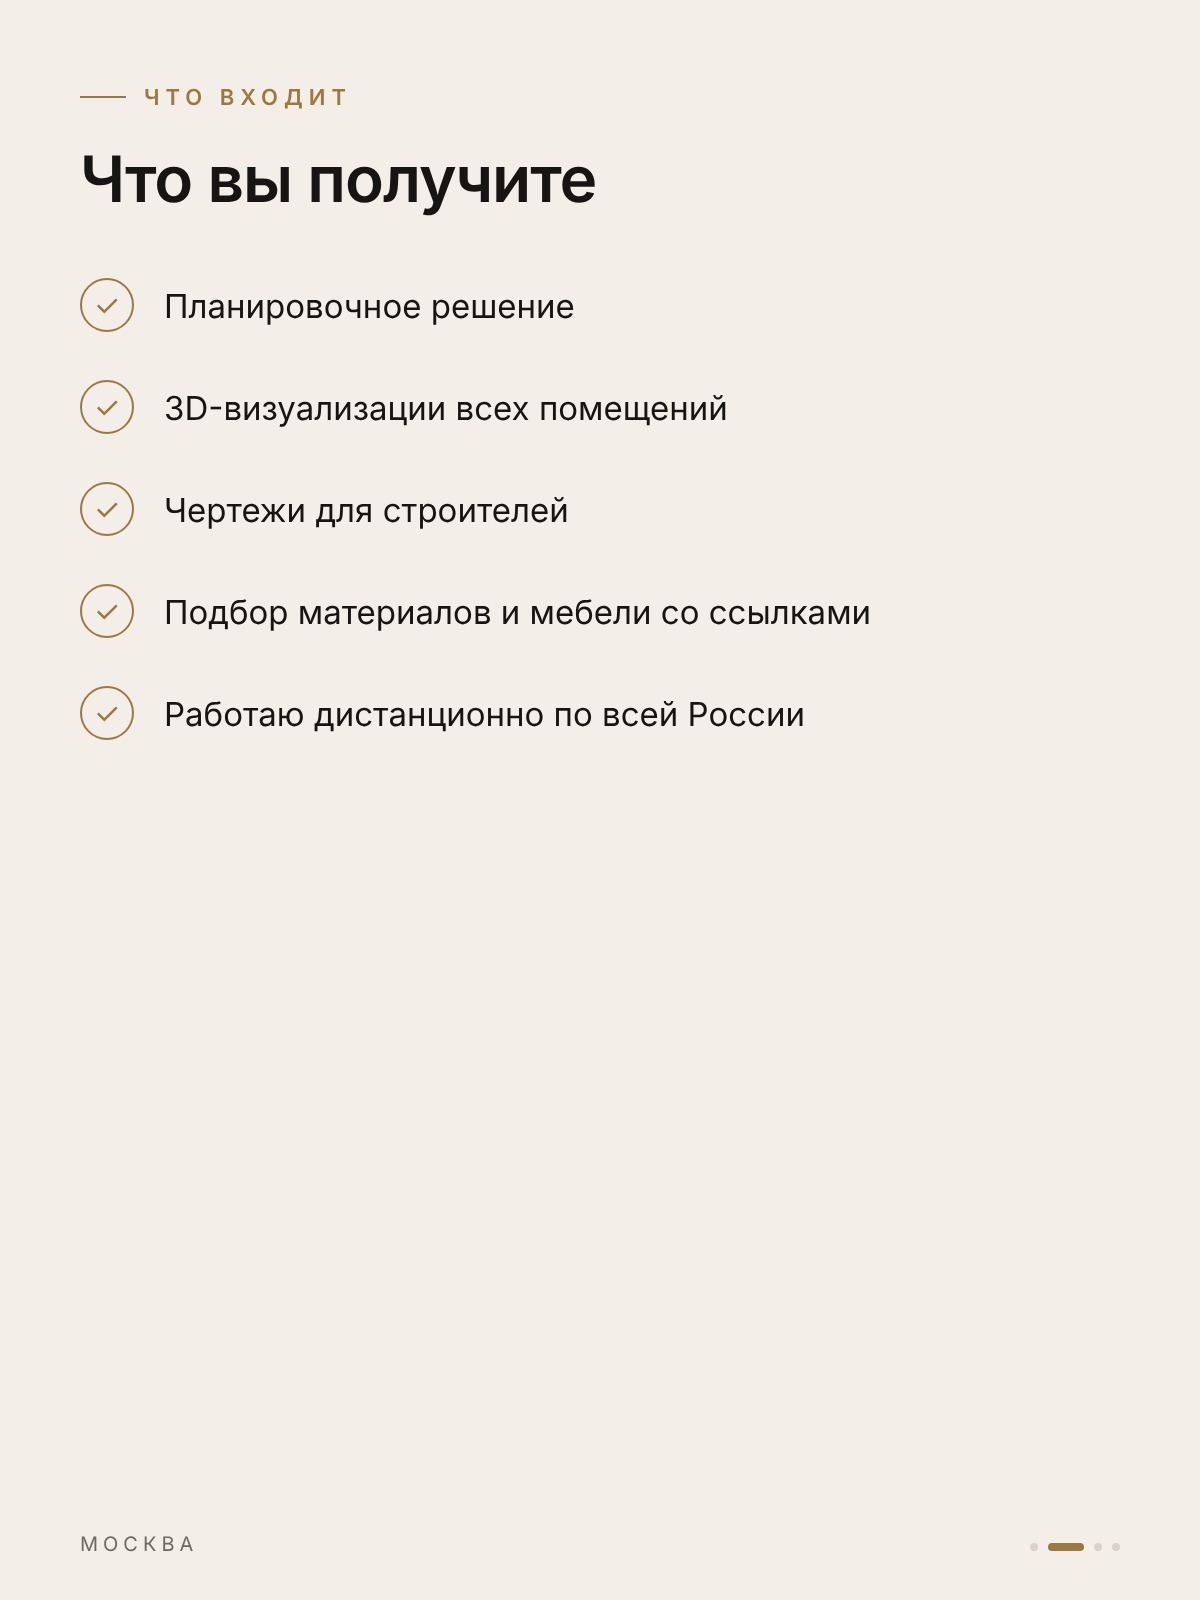 ЧТО ВХОДИТ
Что вы получите
Планировочное решение
3D-визуализации всех помещений
Чертежи для строителей
Подбор материалов и мебели со ссылками
Работаю дистанционно по всей России
МОСКВА